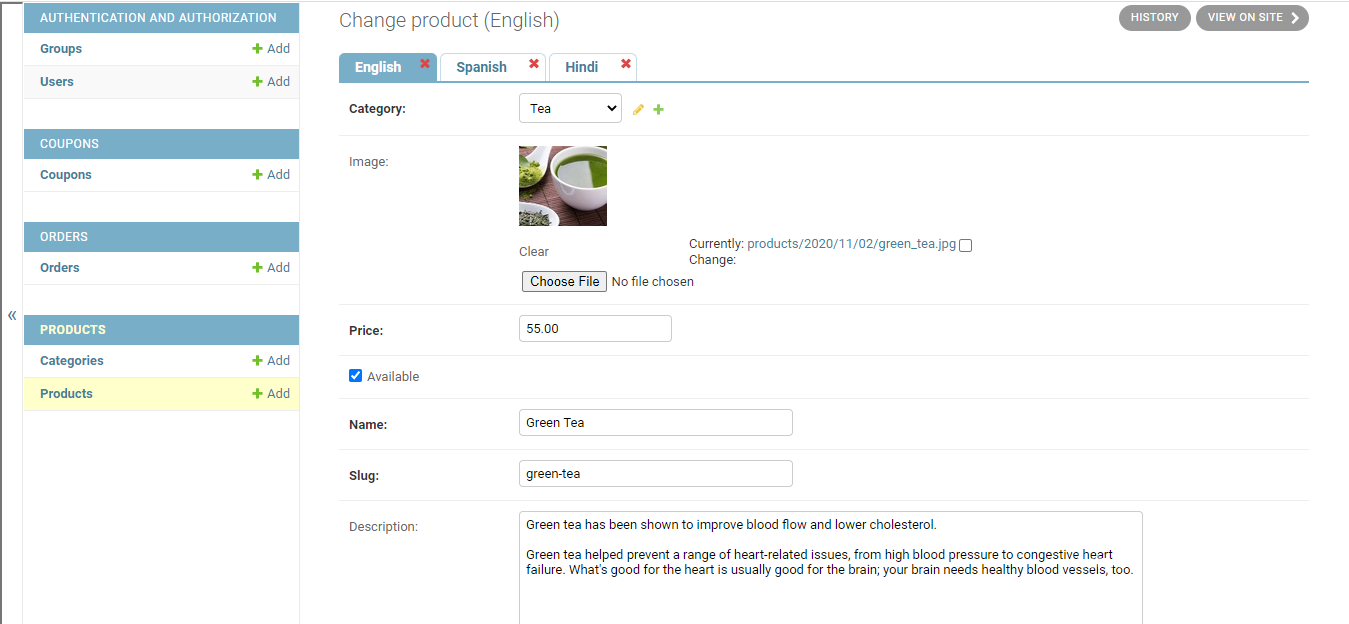 AUTHENTICATION AND AUTHORIZATION
Groups + Add
Users + Add
COUPONS
Coupons + Add
ORDERS
Orders + Add
«
PRODUCTS
Categories + Add
Products + Add
Change product (English)
HISTORY
VIEW ON SITE
English
Spanish
Hindi
Category: Tea
Image:
Clear
Currently: products/2020/11/02/green_tea.jpg
Change:
Choose File No file chosen
Price: 55.00
Available
Name: Green Tea
Slug: green-tea
Description:
Green tea has been shown to improve blood flow and lower cholesterol.
Green tea helped prevent a range of heart-related issues, from high blood pressure to congestive heart
failure. What's good for the heart is usually good for the brain; your brain needs healthy blood vessels, too.